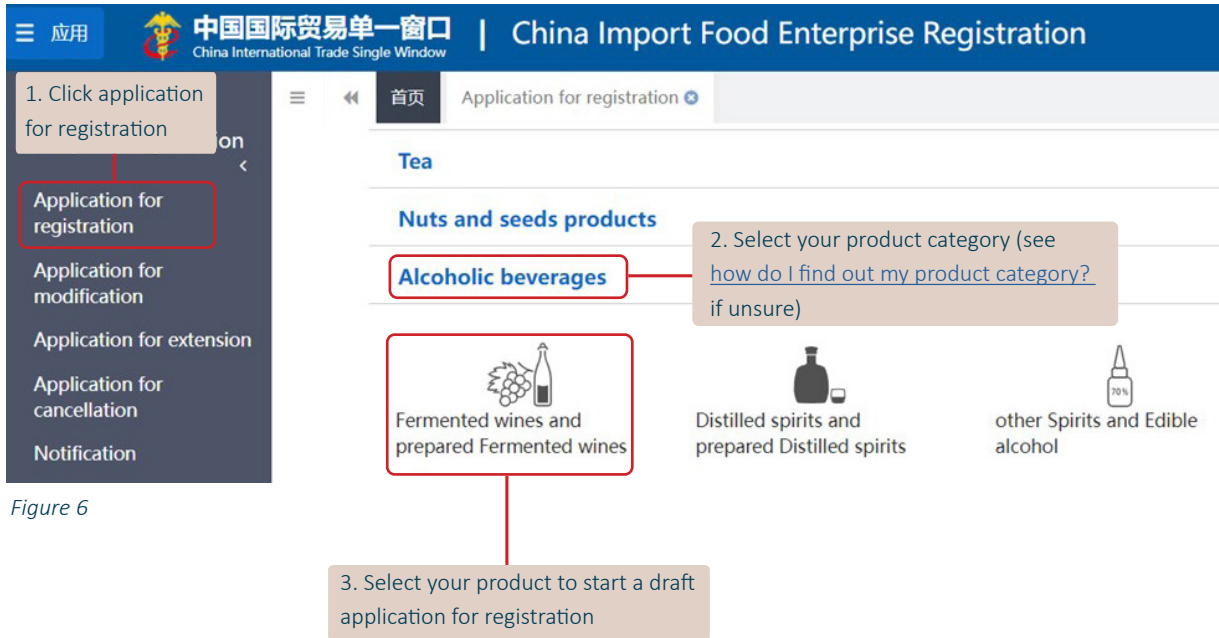 应用
中国国际贸易单一窗口
China International Trade Single Window
| China Import Food Enterprise Registration
1. Click application
for registration
on
首页
Application for registration
Application for
registration
Application for
modification
Application for extension
Application for
cancellation
Notification
Tea
Nuts and seeds products
Alcoholic beverages
2. Select your product category (see
how do I find out my product category?
if unsure)
Fermented wines and
prepared Fermented wines
Distilled spirits and
prepared Distilled spirits
70%
other Spirits and Edible
alcohol
Figure 6
3. Select your product to start a draft
application for registration